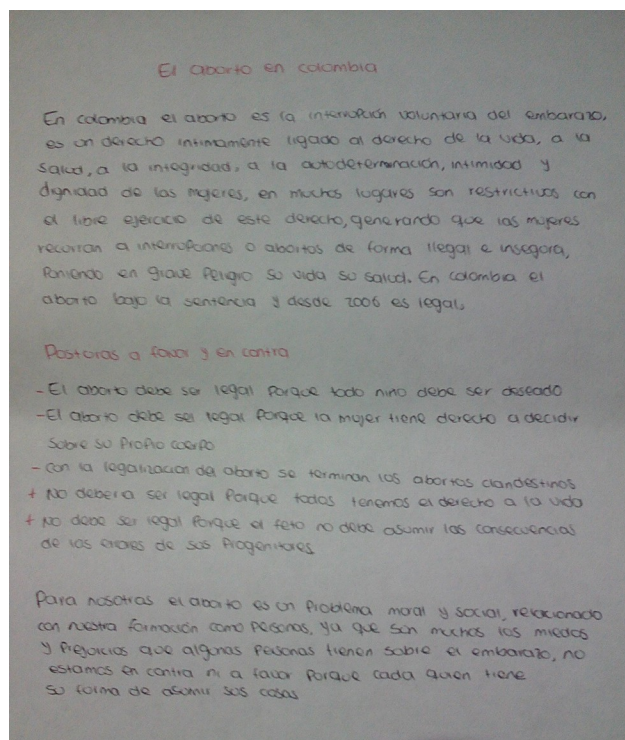 El aborto en colombia
En colombia el aborto es la interrupción voluntaria del embarazo,
es un derecho intimamente ligado al derecho de la vida, a la
salud, a la integridad, a la autodeterminación, intimidad y
dignidad de las mujeres, en muchos lugares son restrictivos con
el libre ejercicio de este derecho, generando que las mujeres
recurran a interrupciones o abortos de forma ilegal e insegura,
Poniendo en grave Peligro su vida su salud. En colombia el
aborto bajo la sentencia y desde 2006 es legal.
Posturas a favor y en contra
- El aborto debe ser legal Porque todo nino debe ser deseado
- El aborto debe ser legal Porque la mujer tiene derecho a decidir
sobre su Propio cuerpo
- con la legalizacion del aborto se terminan los abortos clandestinos
+ No deberia ser legal Porque todos tenemos el derecho a la vida
+ No debe ser legal Porque el feto no debe asumir las consecuencias
de los errores de sus Progenitores
Para nosotras el aborto es un Problema moral y social, relacionado
con nuestra formación como Personas, ya que son muchos los miedos
y Prejuicios que algunas Personas tienen sobre el embarazo, no
estamos en contra ni a favor Porque cada quien tiene
su forma de asumir sus cosas